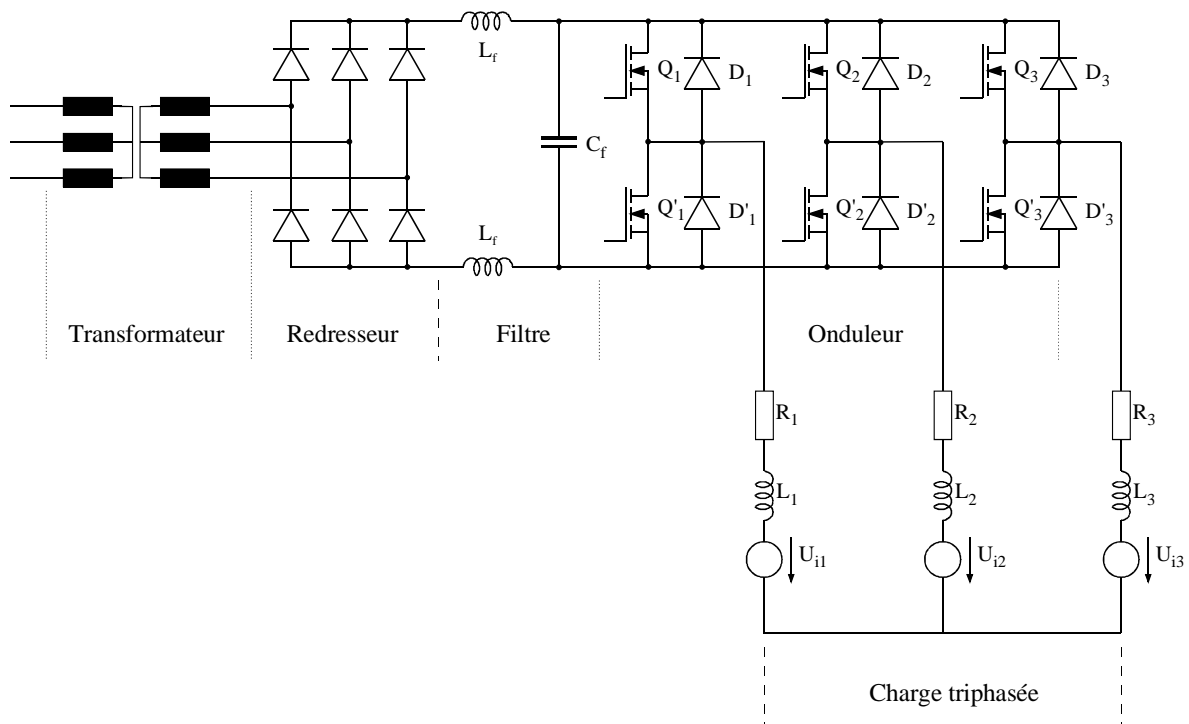 L_f
Q_1 D_1 Q_2 D_2 Q_3 D_3
C_f
Q'_1 D'_1 Q'_2 D'_2 Q'_3 D'_3
L_f
Transformateur Redresseur Filtre Onduleur
R_1 R_2 R_3
L_1 L_2 L_3
U_i1 U_i2 U_i3
Charge triphasée